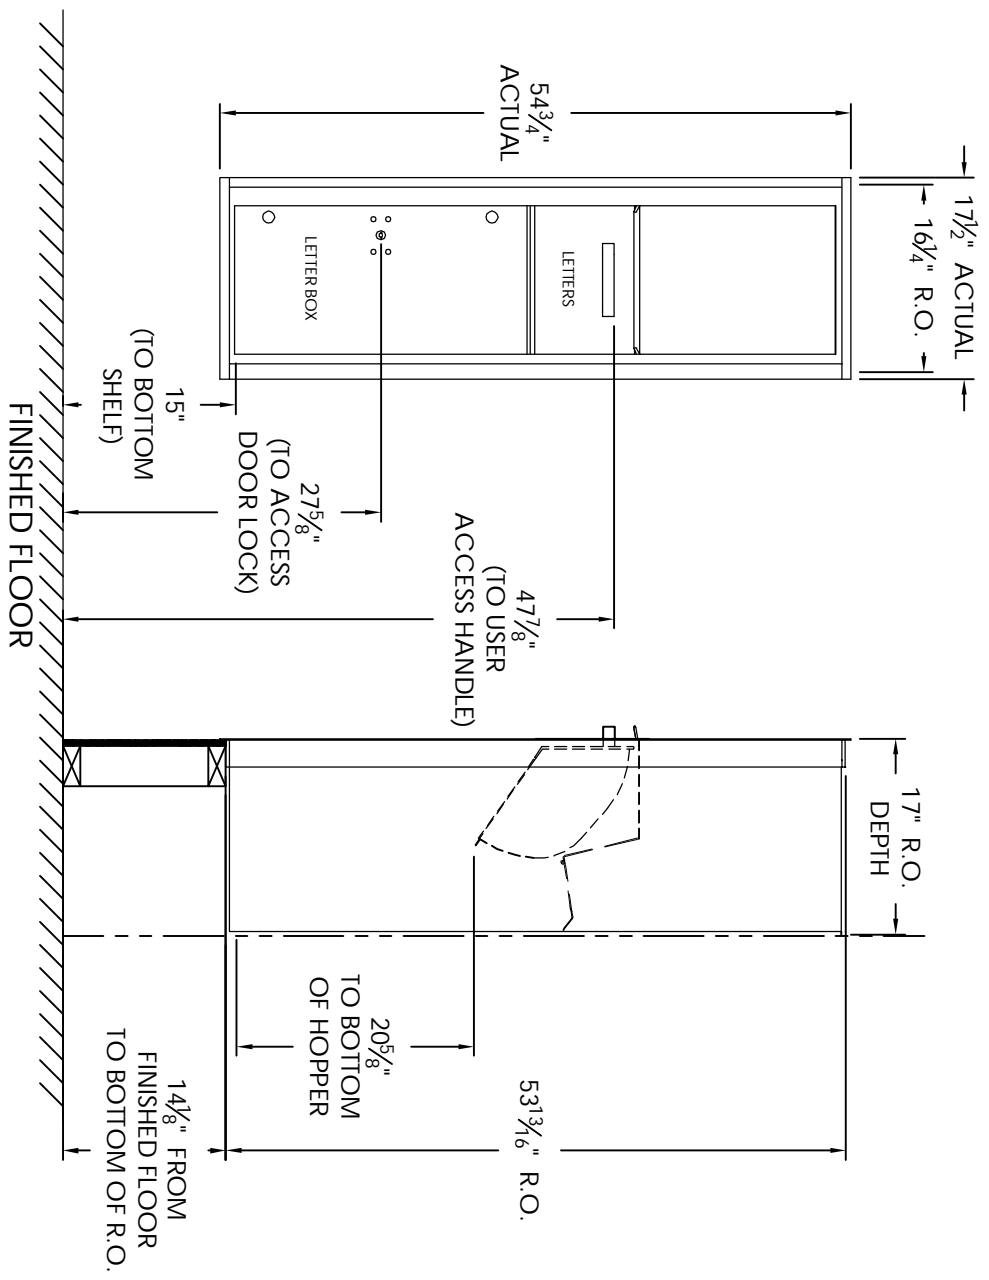 17½" ACTUAL
16¼" R.O.
54¾"
ACTUAL
LETTERS
LETTER BOX
47⅞"
(TO USER
ACCESS HANDLE)
27⅝"
(TO ACCESS
DOOR LOCK)
15"
(TO BOTTOM
SHELF)
FINISHED FLOOR
17" R.O.
DEPTH
53¹³⁄₁₆" R.O.
20⅝"
TO BOTTOM
OF HOPPER
14⅛" FROM
FINISHED FLOOR
TO BOTTOM OF R.O.